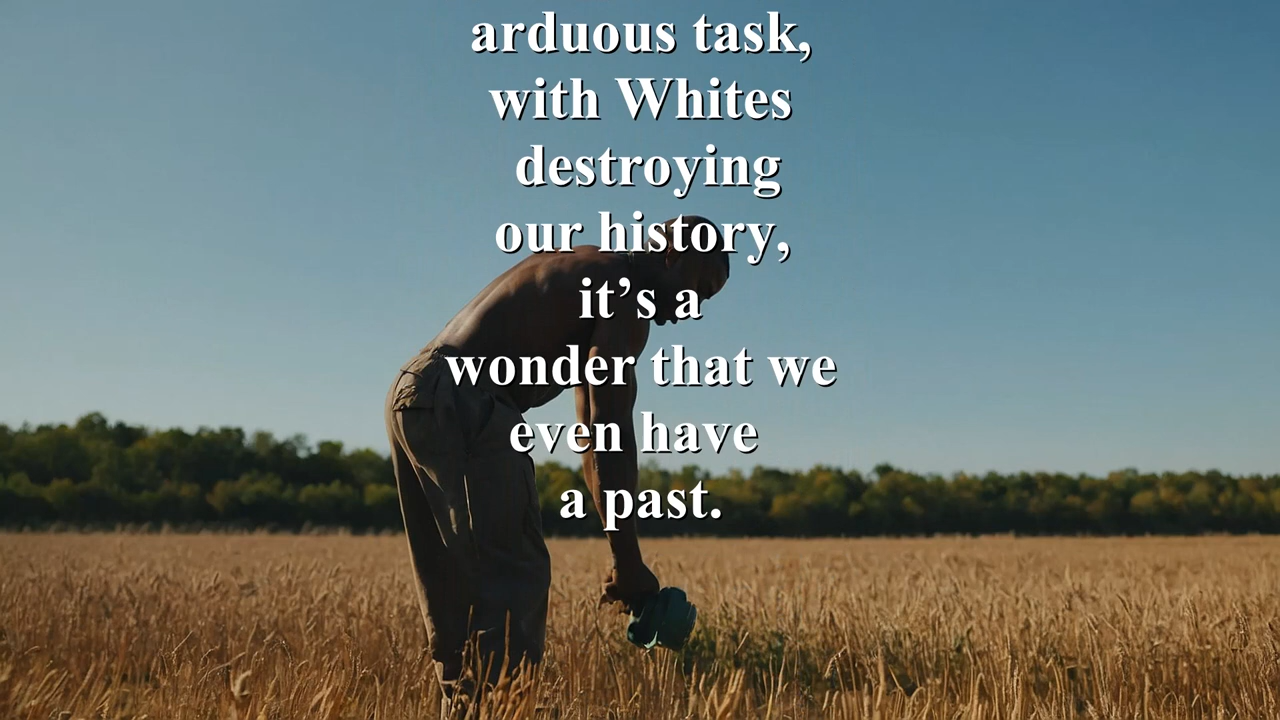 arduous task,
with Whites
destroying
our history,
it’s a
wonder that we
even have
a past.